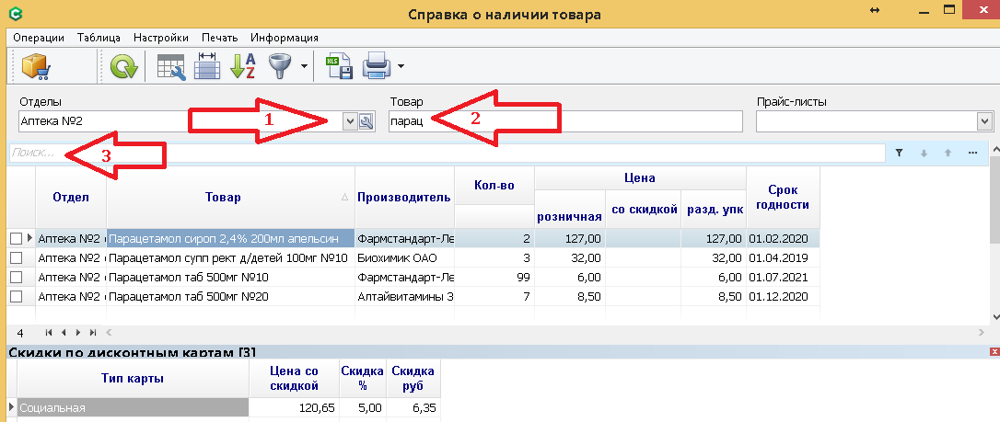 Справка о наличии товара
Операции Таблица Настройки Печать Информация
A Z XLS
Отделы Товар Прайс-листы
Аптека №2 1 парац 2
Поиск... 3
Отдел Товар Производитель Кол-во Цена Срок годности
розничная со скидкой разд. упк
Аптека №2 Парацетамол сироп 2,4% 200мл апельсин Фармстандарт-Ле 2 127,00 127,00 01.02.2020
Аптека №2 Парацетамол супп рект д/детей 100мг №10 Биохимик ОАО 3 32,00 32,00 01.04.2019
Аптека №2 Парацетамол таб 500мг №10 Фармстандарт-Ле 99 6,00 6,00 01.07.2021
Аптека №2 Парацетамол таб 500мг №20 Алтайвитамины З 7 8,50 8,50 01.12.2020
4
Скидки по дисконтным картам [3]
Тип карты Цена со скидкой Скидка % Скидка руб
Социальная 120,65 5,00 6,35